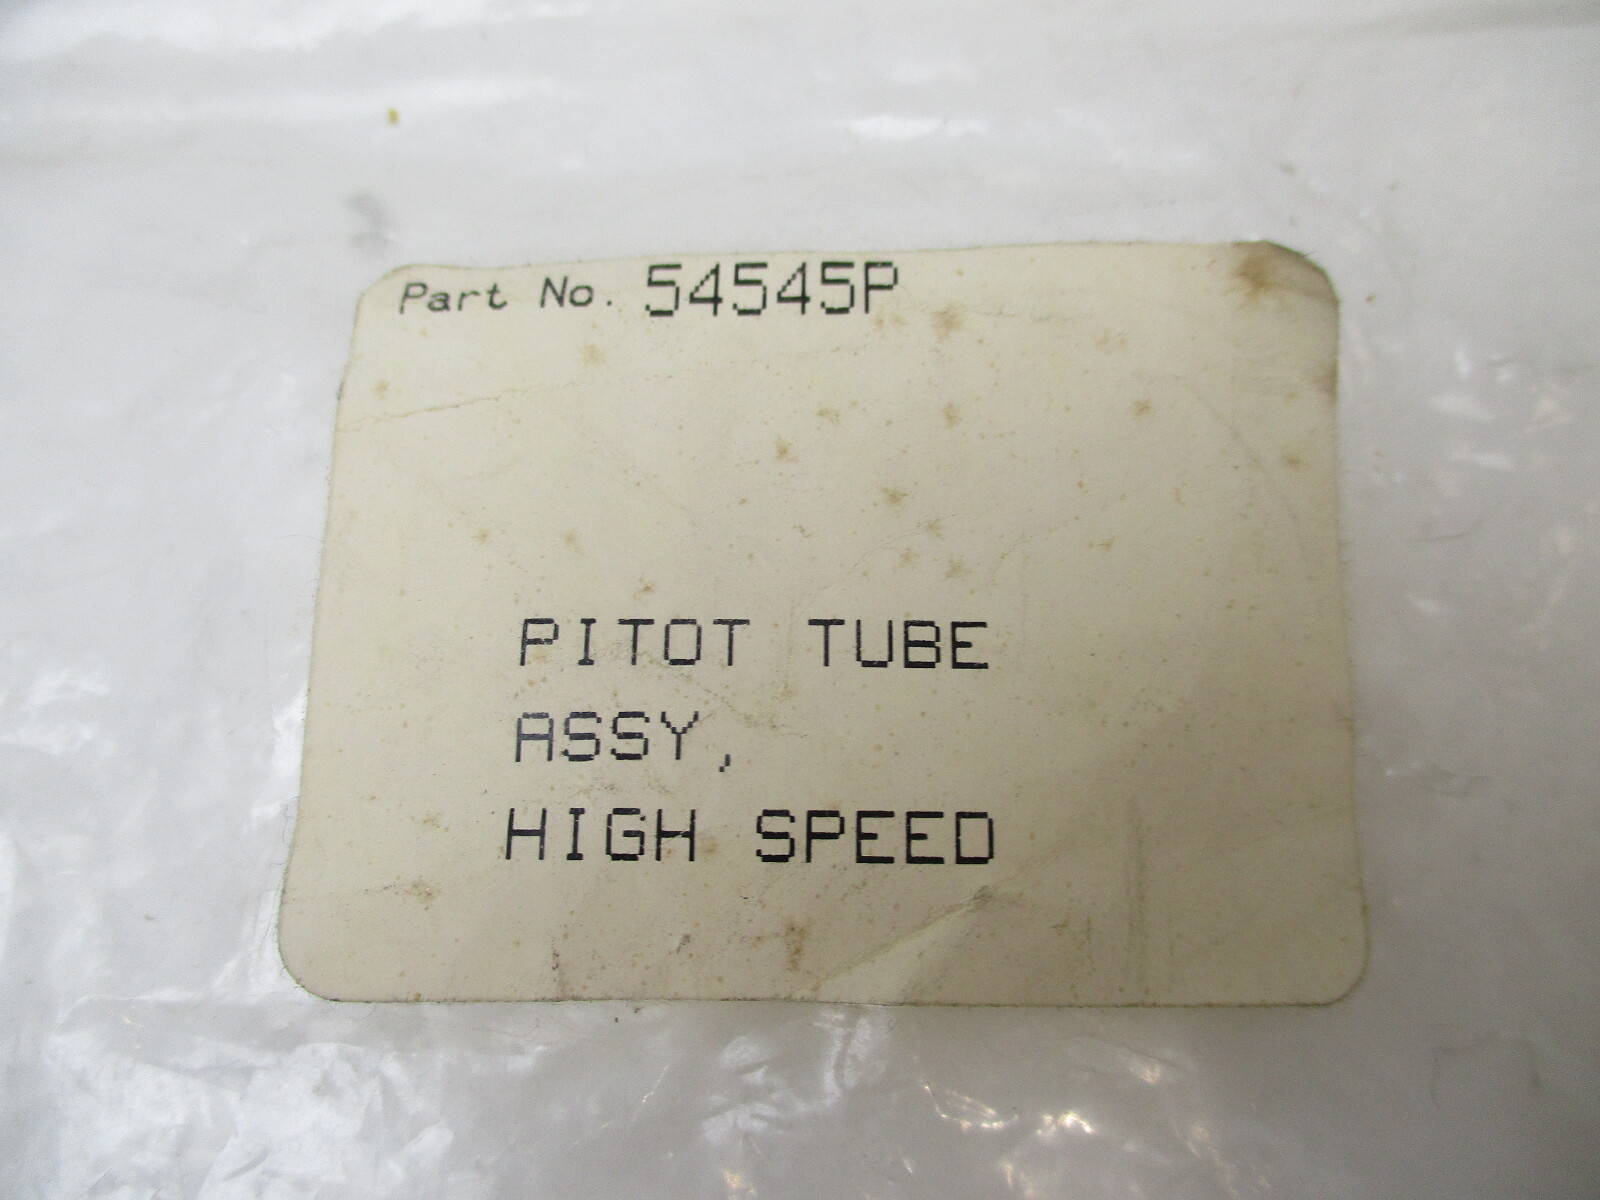 Part No. 54545P
PITOT TUBE
ASSY,
HIGH SPEED